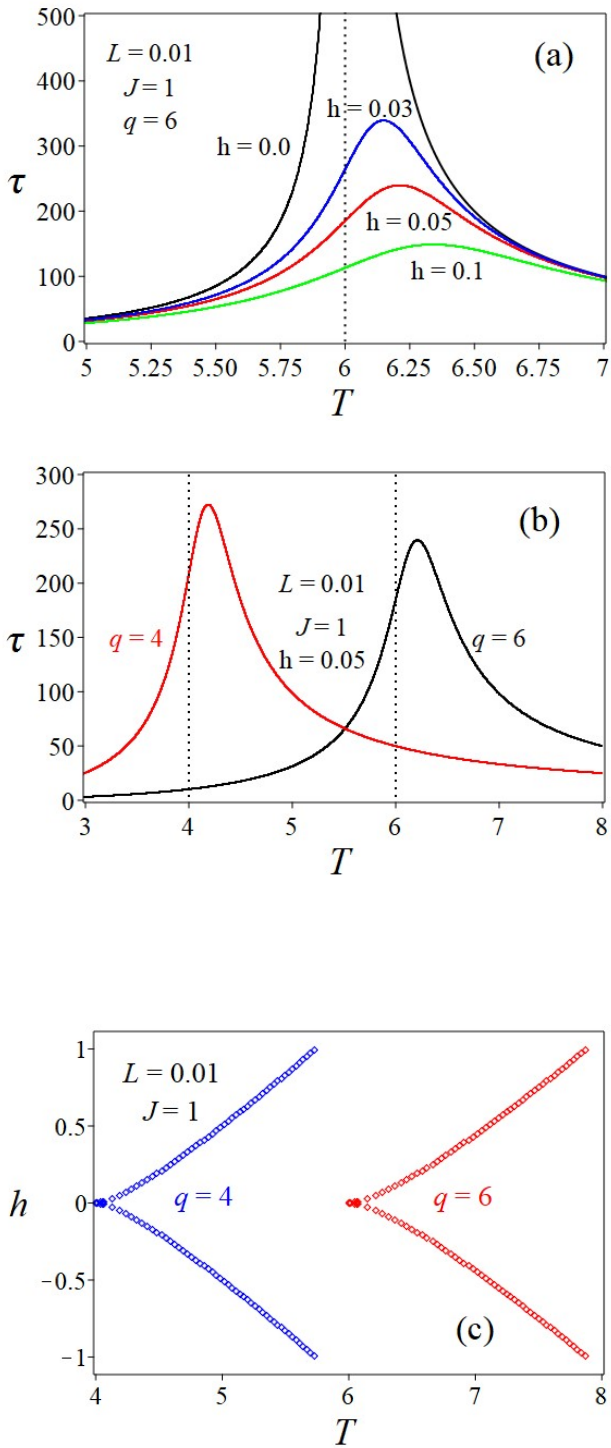 500
400
300
200
100
0
τ
L = 0.01
J = 1
q = 6
h = 0.0
h = 0.03
h = 0.05
h = 0.1
(a)
5 5.25 5.50 5.75 6 6.25 6.50 6.75 7
T
300
250
200
150
100
50
0
τ
(b)
L = 0.01
J = 1
h = 0.05
q = 4
q = 6
3 4 5 6 7 8
T
1
0.5
0
−0.5
−1
h
L = 0.01
J = 1
q = 4
q = 6
(c)
4 5 6 7 8
T